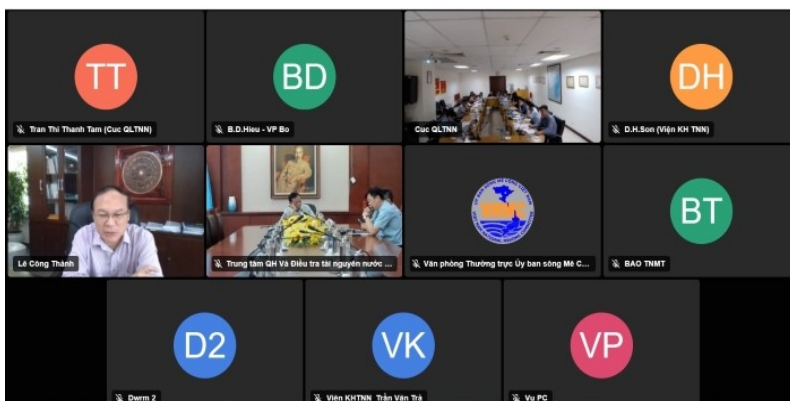 TT
Tran Thi Thanh Tam (Cuc QLTNN)
BD
B.D.Hieu - VP Bo
Cuc QLTNN
DH
D.H.Son (Viện KH TNN)
Lê Công Thành
Trung tâm QH Và Điều tra tài nguyên nước ...
Văn phòng Thường trực Ủy ban sông Mê C...
BT
BAO TNMT
D2
Dwrm 2
VK
Viên KHTNN_Trần Văn Trà
VP
Vu PC